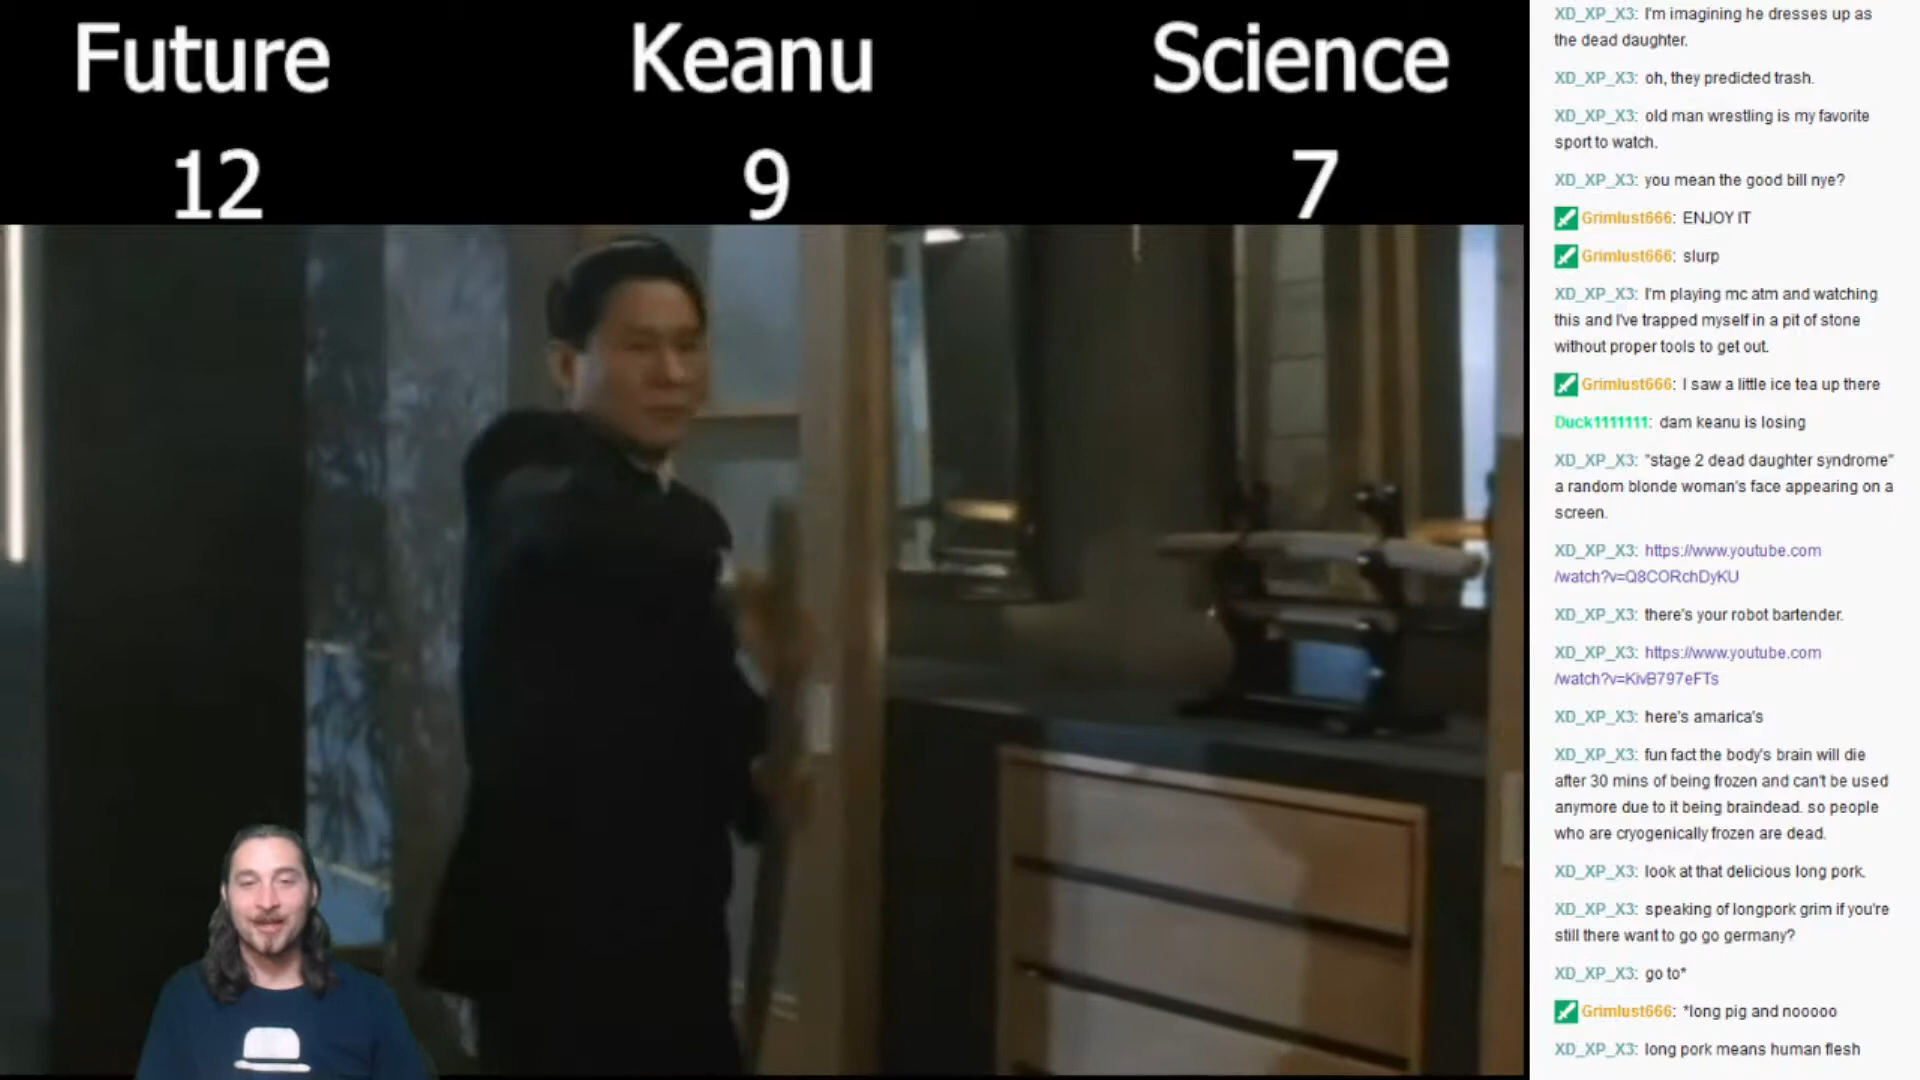 Future
Keanu
Science
12
9
7
XD_XP_X3: I'm imagining he dresses up as
the dead daughter.
XD_XP_X3: oh, they predicted trash.
XD_XP_X3: old man wrestling is my favorite
sport to watch.
XD_XP_X3: you mean the good bill nye?
Grimlust666: ENJOY IT
Grimlust666: slurp
XD_XP_X3: I'm playing mc atm and watching
this and I've trapped myself in a pit of stone
without proper tools to get out.
Grimlust666: I saw a little ice tea up there
Duck1111111: dam keanu is losing
XD_XP_X3: "stage 2 dead daughter syndrome"
a random blonde woman's face appearing on a
screen.
XD_XP_X3: https://www.youtube.com
/watch?v=Q8CORchDyKU
XD_XP_X3: there's your robot bartender.
XD_XP_X3: https://www.youtube.com
/watch?v=KivB797eFTs
XD_XP_X3: here's amarica's
XD_XP_X3: fun fact the body's brain will die
after 30 mins of being frozen and can't be used
anymore due to it being braindead. so people
who are cryogenically frozen are dead.
XD_XP_X3: look at that delicious long pork.
XD_XP_X3: speaking of longpork grim if you're
still there want to go go germany?
XD_XP_X3: go to*
Grimlust666: *long pig and nooooo
XD_XP_X3: long pork means human flesh